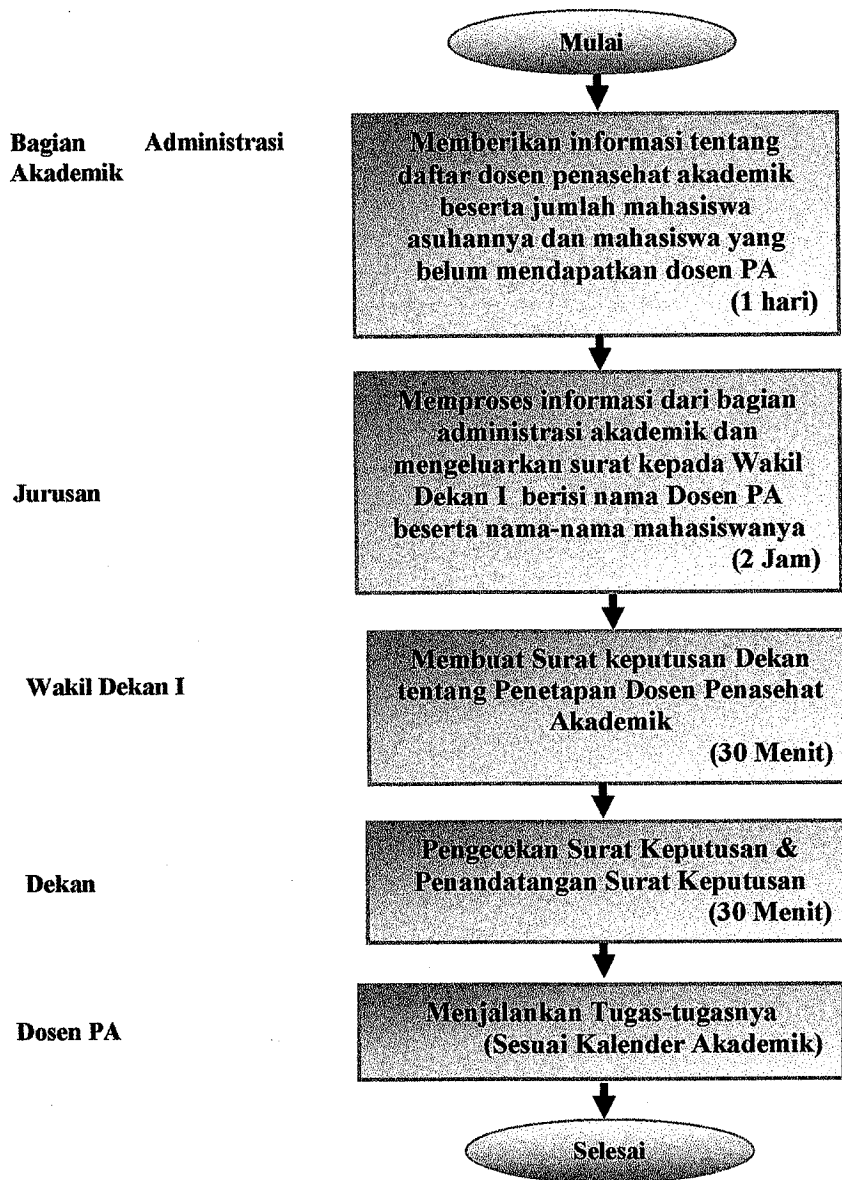 Mulai
Bagian Administrasi
Akademik
Memberikan informasi tentang
daftar dosen penasehat akademik
beserta jumlah mahasiswa
asuhannya dan mahasiswa yang
belum mendapatkan dosen PA
(1 hari)
Jurusan
Memproses informasi dari bagian
administrasi akademik dan
mengeluarkan surat kepada Wakil
Dekan I berisi nama Dosen PA
beserta nama-nama mahasiswanya
(2 Jam)
Wakil Dekan I
Membuat Surat keputusan Dekan
tentang Penetapan Dosen Penasehat
Akademik
(30 Menit)
Dekan
Pengecekan Surat Keputusan &
Penandatangan Surat Keputusan
(30 Menit)
Dosen PA
Menjalankan Tugas-tugasnya
(Sesuai Kalender Akademik)
Selesai